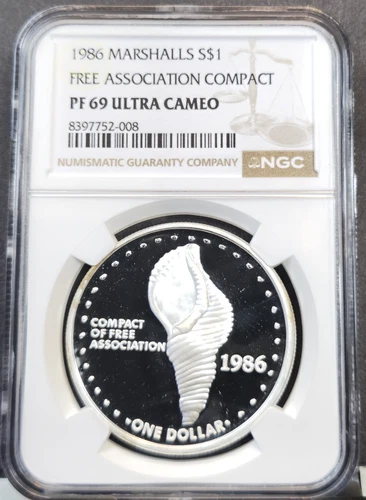 1986 MARSHALLS S$1
FREE ASSOCIATION COMPACT
PF 69 ULTRA CAMEO
8397752-008
NUMISMATIC GUARANTY COMPANY
NGC
COMPACT
OF FREE
ASSOCIATION
1986
•ONE DOLLAR•